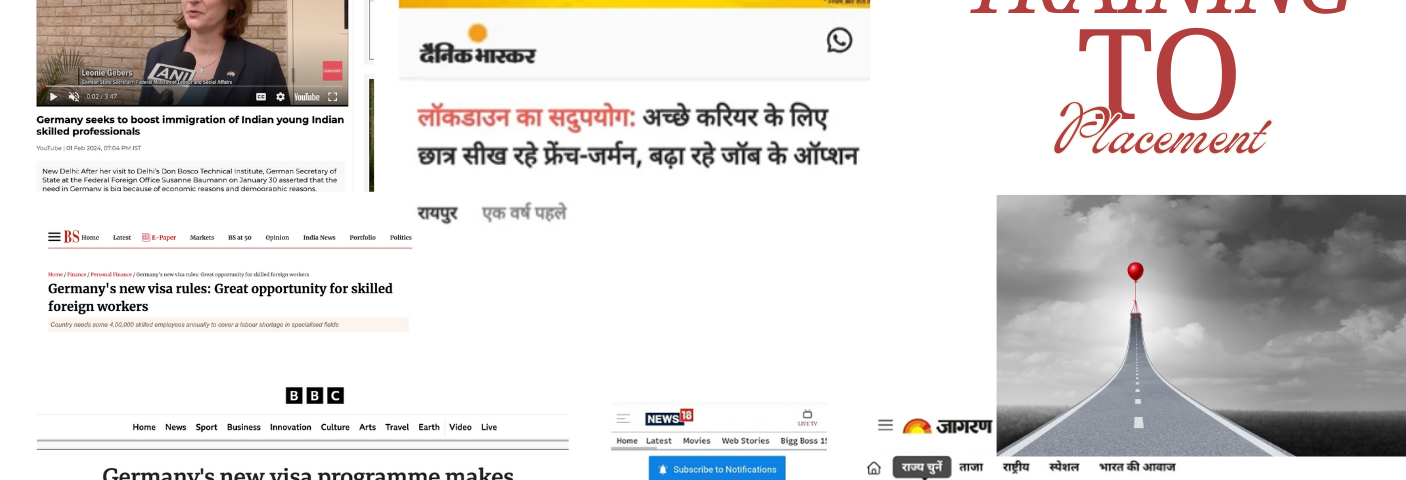 Leonie Gebers
German State Secretary, Federal Ministry of Labour and Social Affairs
ANI
0:02 / 3:47
CC
YouTube
Germany seeks to boost immigration of Indian young Indian
skilled professionals
YouTube | 01 Feb 2024, 07:04 PM IST
New Delhi: After her visit to Delhi's Don Bosco Technical Institute, German Secretary of
State at the Federal Foreign Office Susanne Baumann on January 30 asserted that the
need in Germany is big because of economic reasons and demographic reasons.
दैनिक भास्कर
लॉकडाउन का सदुपयोग: अच्छे करियर के लिए
छात्र सीख रहे फ्रेंच-जर्मन, बढ़ा रहे जॉब के ऑप्शन
रायपुर एक वर्ष पहले
TRAINING
TO
Placement
BS Home Latest E-Paper Markets BS at 50 Opinion India News Portfolio Politics
Home / Finance / Personal Finance / Germany's new visa rules: Great opportunity for skilled foreign workers
Germany's new visa rules: Great opportunity for skilled
foreign workers
Country needs some 4,00,000 skilled employees annually to cover a labour shortage in specialised fields
BBC
Home News Sport Business Innovation Culture Arts Travel Earth Video Live
Germany's new visa programme makes
NEWS18
LIVE TV
Home Latest Movies Web Stories Bigg Boss 15
Subscribe to Notifications
जागरण
राज्य चुनें ताजा राष्ट्रीय स्पेशल भारत की आवाज